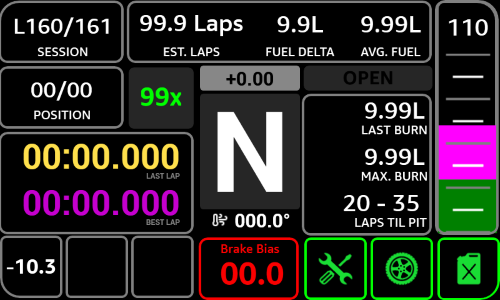 L160/161
SESSION
99.9 Laps
EST. LAPS
9.9L
FUEL DELTA
9.99L
AVG. FUEL
110
00/00
POSITION
99x
+0.00
OPEN
N
000.0°
9.99L
LAST BURN
9.99L
MAX. BURN
20 - 35
LAPS TIL PIT
00:00.000
LAST LAP
00:00.000
BEST LAP
-10.3
Brake Bias
00.0